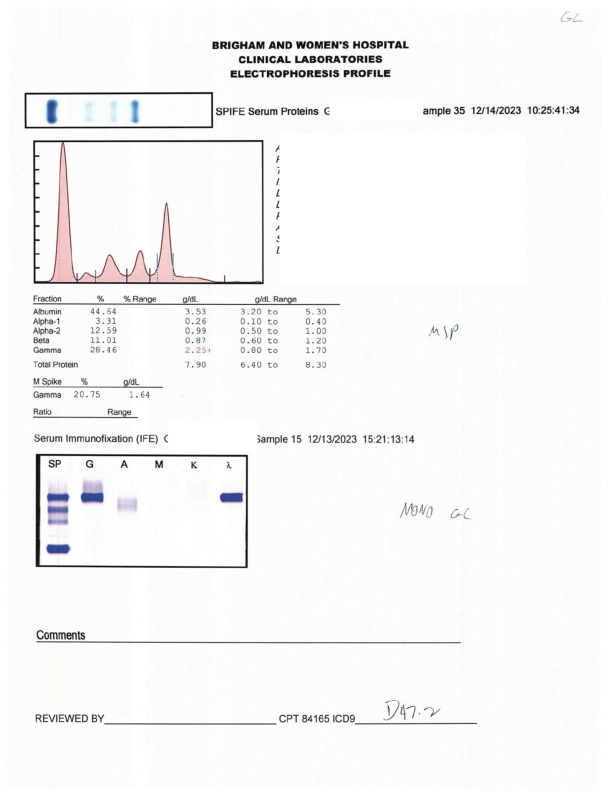 GL
BRIGHAM AND WOMEN'S HOSPITAL
CLINICAL LABORATORIES
ELECTROPHORESIS PROFILE
SPIFE Serum Proteins ample 35 12/14/2023 10:25:41:34
Fraction % % Range g/dL g/dL Range
Albumin 44.64 3.53 3.20 to 5.30
Alpha-1 3.31 0.26 0.10 to 0.40
Alpha-2 12.59 0.99 0.50 to 1.00
Beta 11.01 0.87 0.60 to 1.20
Gamma 28.46 2.25+ 0.80 to 1.70
Total Protein 7.90 6.40 to 8.30
MSP
M Spike % g/dL
Gamma 20.75 1.64
Ratio Range
Serum Immunofixation (IFE) Sample 15 12/13/2023 15:21:13:14
SP G A M K λ
MONO GL
Comments
REVIEWED BY CPT 84165 ICD9 D47.2